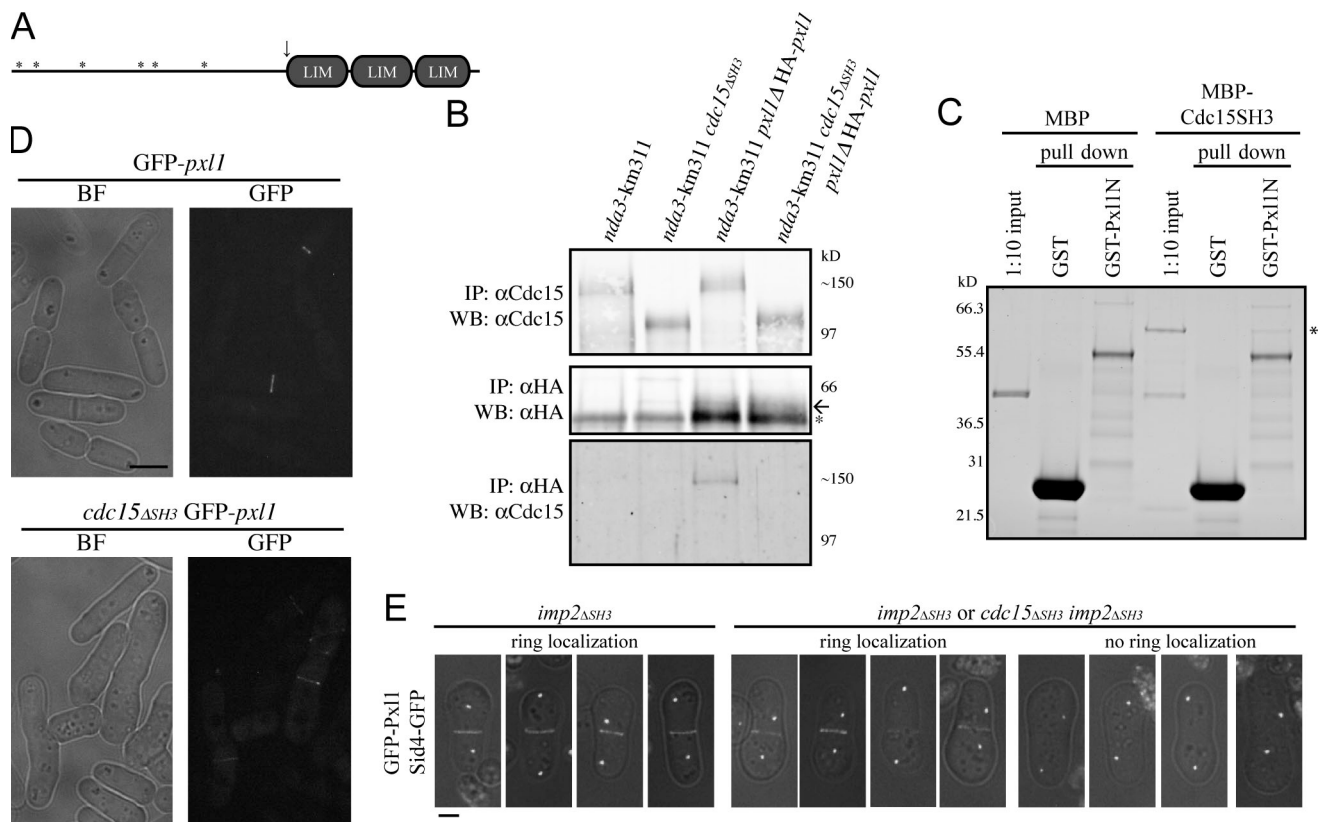 A
* * * * * *
↓
LIM LIM LIM
B
nda3-km311
nda3-km311 cdc15ΔSH3
nda3-km311 pxl1Δ HA-pxl1
nda3-km311 cdc15ΔSH3
pxl1Δ HA-pxl1
kD
IP: αCdc15
WB: αCdc15
~150
97
IP: αHA
WB: αHA
66
*
IP: αHA
WB: αCdc15
~150
97
C
MBP
MBP-
Cdc15SH3
pull down
pull down
1:10 input
GST
GST-Pxl1N
1:10 input
GST
GST-Pxl1N
kD
66.3
55.4
36.5
31
21.5
*
D
GFP-pxl1
BF GFP
cdc15ΔSH3 GFP-pxl1
BF GFP
E
imp2ΔSH3
imp2ΔSH3 or cdc15ΔSH3 imp2ΔSH3
ring localization
ring localization
no ring localization
GFP-Pxl1
Sid4-GFP